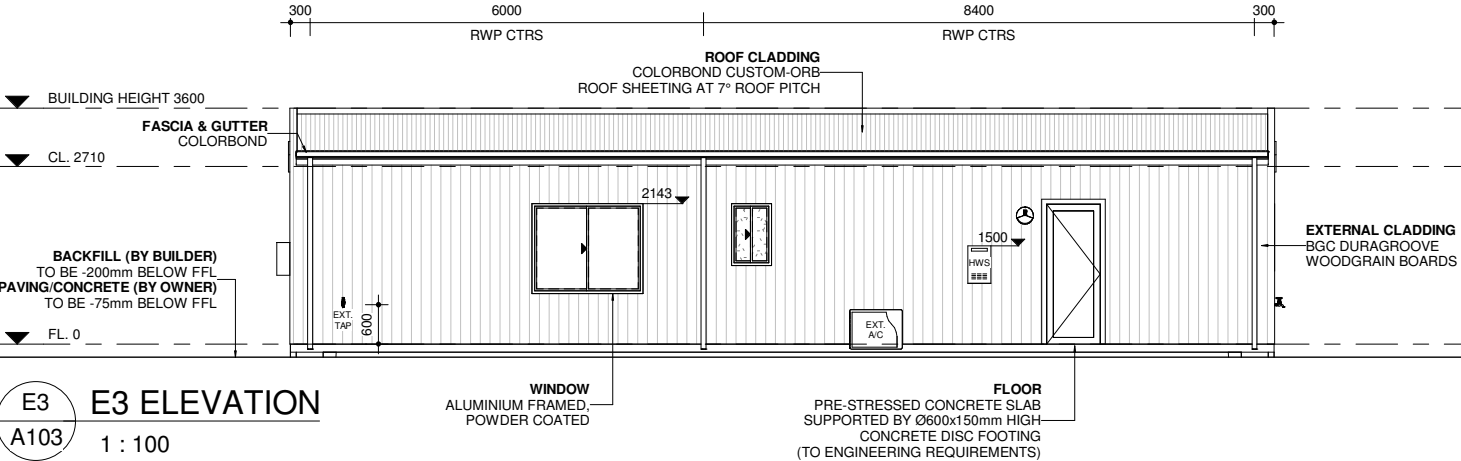 300
6000
8400
300
RWP CTRS
RWP CTRS
ROOF CLADDING
COLORBOND CUSTOM-ORB
ROOF SHEETING AT 7° ROOF PITCH
BUILDING HEIGHT 3600
FASCIA & GUTTER
COLORBOND
CL. 2710
2143
1500
HWS
EXTERNAL CLADDING
BGC DURAGROOVE
WOODGRAIN BOARDS
BACKFILL (BY BUILDER)
TO BE -200mm BELOW FFL
PAVING/CONCRETE (BY OWNER)
TO BE -75mm BELOW FFL
EXT.
TAP
600
EXT.
A/C
FL. 0
WINDOW
ALUMINIUM FRAMED,
POWDER COATED
FLOOR
PRE-STRESSED CONCRETE SLAB
SUPPORTED BY Ø600x150mm HIGH
CONCRETE DISC FOOTING
(TO ENGINEERING REQUIREMENTS)
E3
A103
E3 ELEVATION
1 : 100